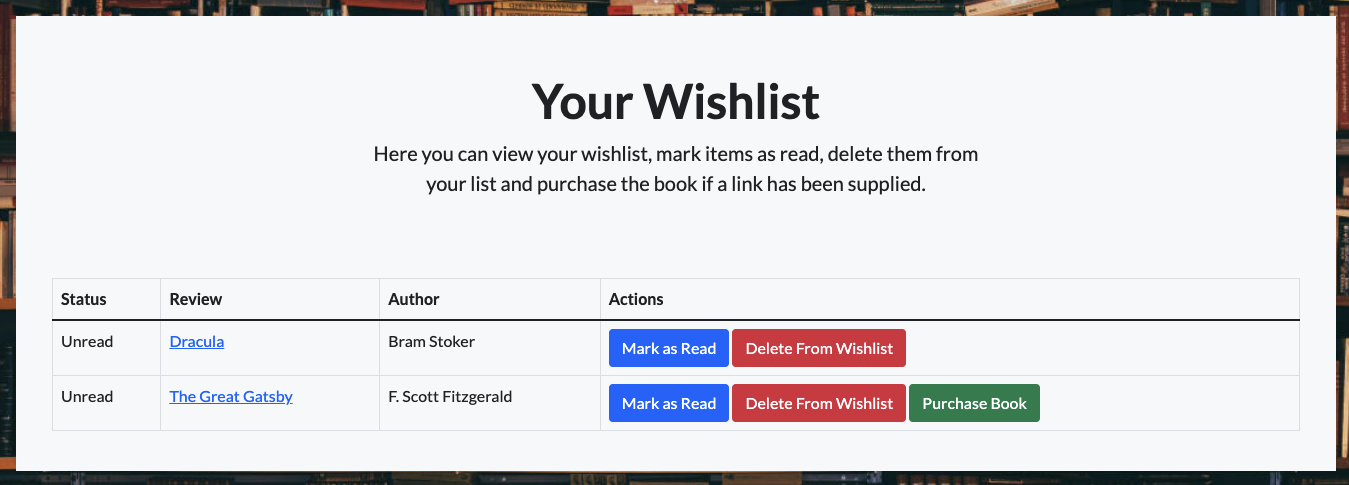 Your Wishlist
Here you can view your wishlist, mark items as read, delete them from
your list and purchase the book if a link has been supplied.
Status Review Author Actions
Unread Dracula Bram Stoker Mark as Read Delete From Wishlist
Unread The Great Gatsby F. Scott Fitzgerald Mark as Read Delete From Wishlist Purchase Book